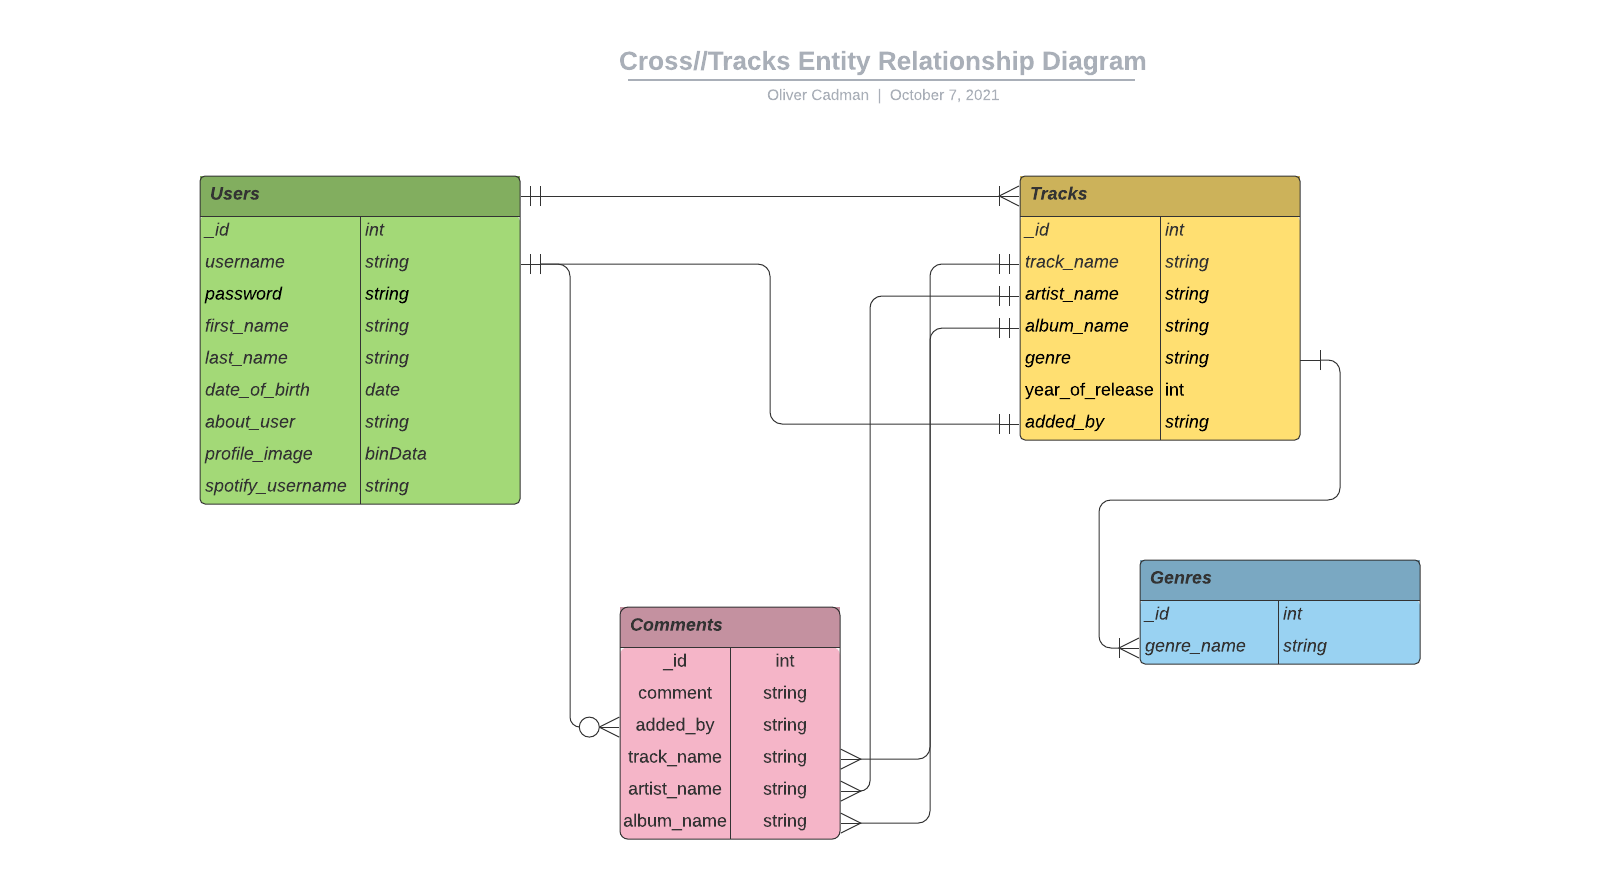 Cross//Tracks Entity Relationship Diagram
Oliver Cadman | October 7, 2021
Users
_id int
username string
password string
first_name string
last_name string
date_of_birth date
about_user string
profile_image binData
spotify_username string
Tracks
_id int
track_name string
artist_name string
album_name string
genre string
year_of_release int
added_by string
Comments
_id int
comment string
added_by string
track_name string
artist_name string
album_name string
Genres
_id int
genre_name string